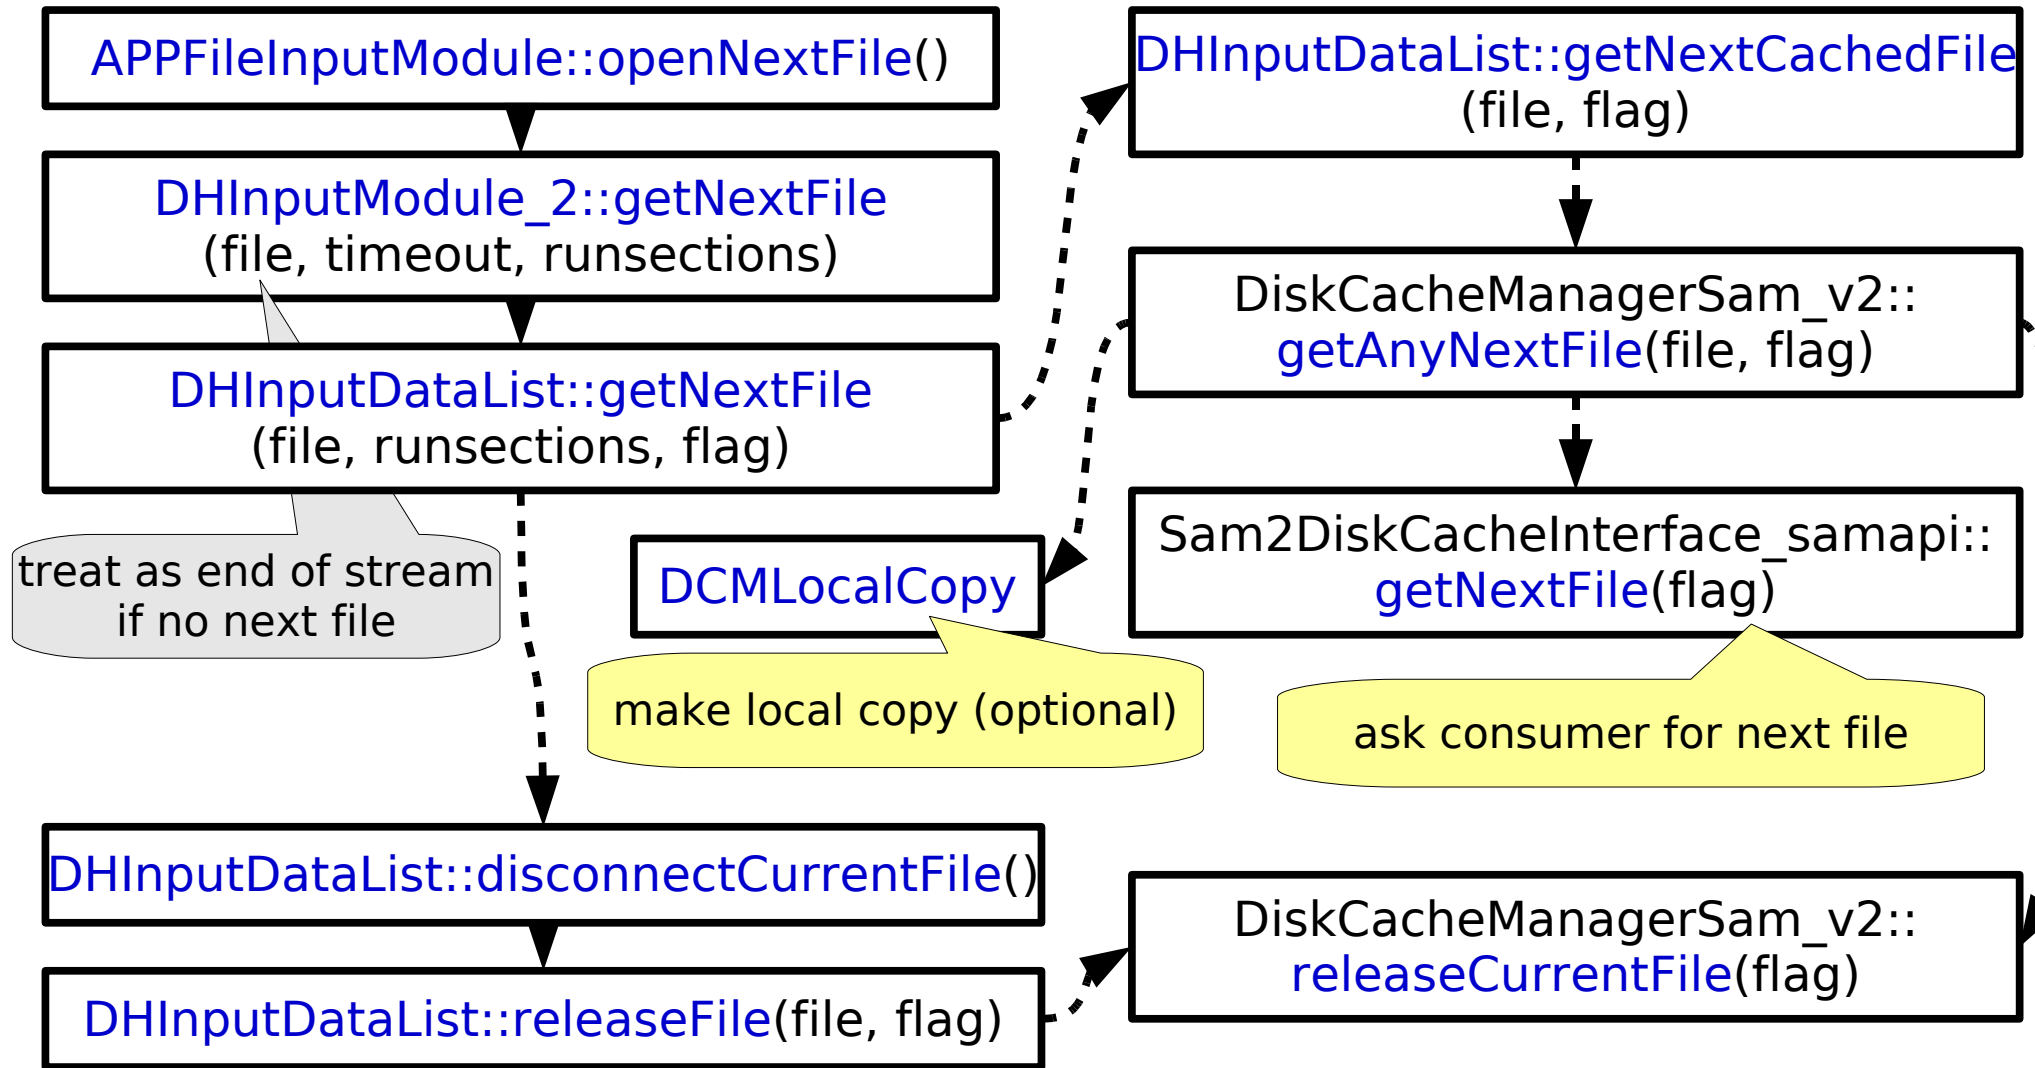 APPFileInputModule::openNextFile()
DHInputModule_2::getNextFile
(file, timeout, runsections)
DHInputDataList::getNextFile
(file, runsections, flag)
treat as end of stream
if no next file
DHInputDataList::getNextCachedFile
(file, flag)
DiskCacheManagerSam_v2::
getAnyNextFile(file, flag)
Sam2DiskCacheInterface_samapi::
getNextFile(flag)
DCMLocalCopy
make local copy (optional)
ask consumer for next file
DHInputDataList::disconnectCurrentFile()
DHInputDataList::releaseFile(file, flag)
DiskCacheManagerSam_v2::
releaseCurrentFile(flag)